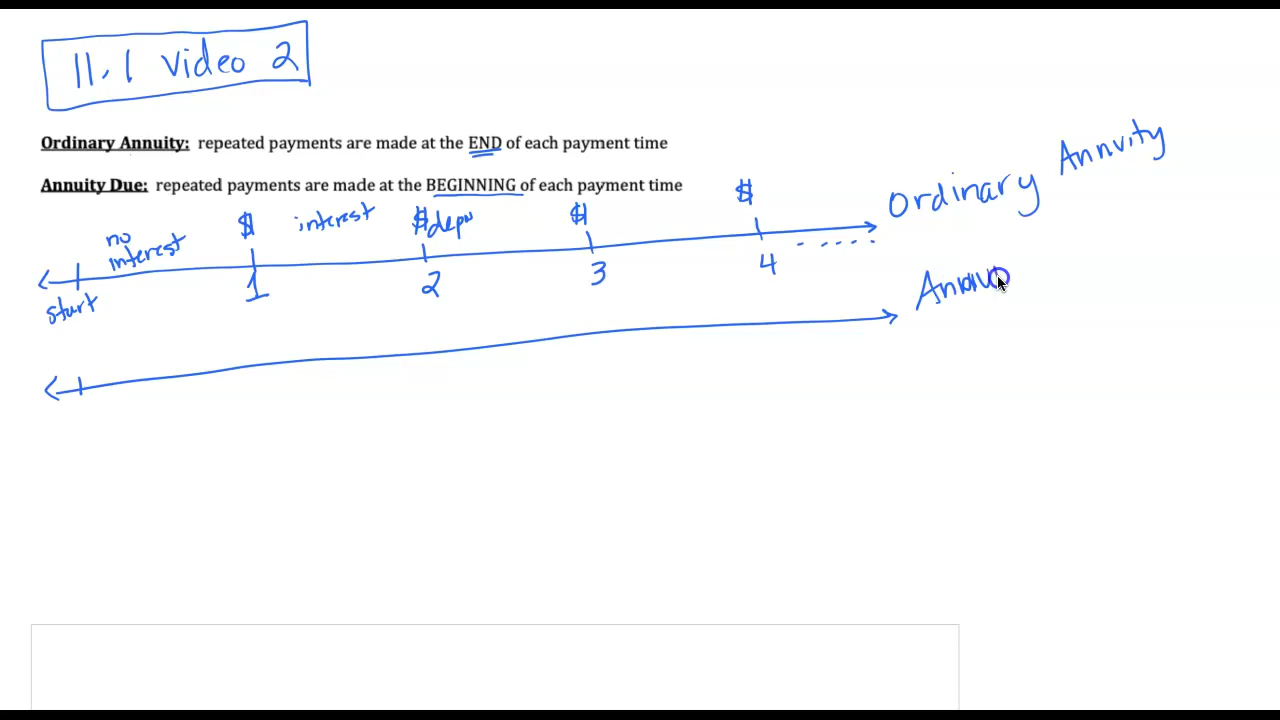 11.1 Video 2
Ordinary Annuity: repeated payments are made at the END of each payment time
Annuity Due: repeated payments are made at the BEGINNING of each payment time
Ordinary Annuity
no interest $ interest $ $ $
start 1 2 3 4